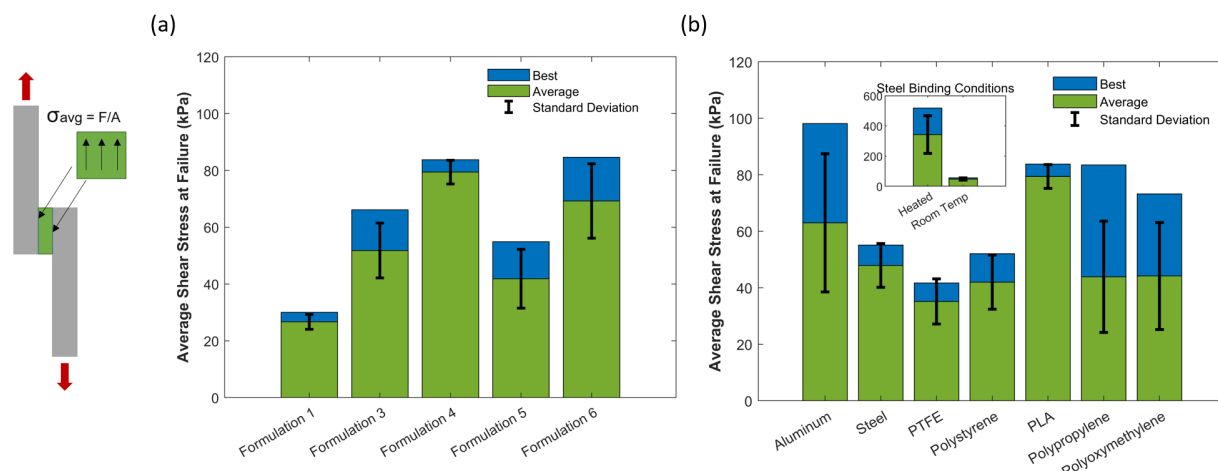 (a)
(b)
σavg = F/A
Average Shear Stress at Failure (kPa)
120
100
80
60
40
20
0
Best
Average
Standard Deviation
Formulation 1
Formulation 3
Formulation 4
Formulation 5
Formulation 6
Average Shear Stress at Failure (kPa)
120
100
80
60
40
20
0
Steel Binding Conditions
600
400
200
0
Heated
Room Temp
Best
Average
Standard Deviation
Aluminum
Steel
PTFE
Polystyrene
PLA
Polypropylene
Polyoxymethylene